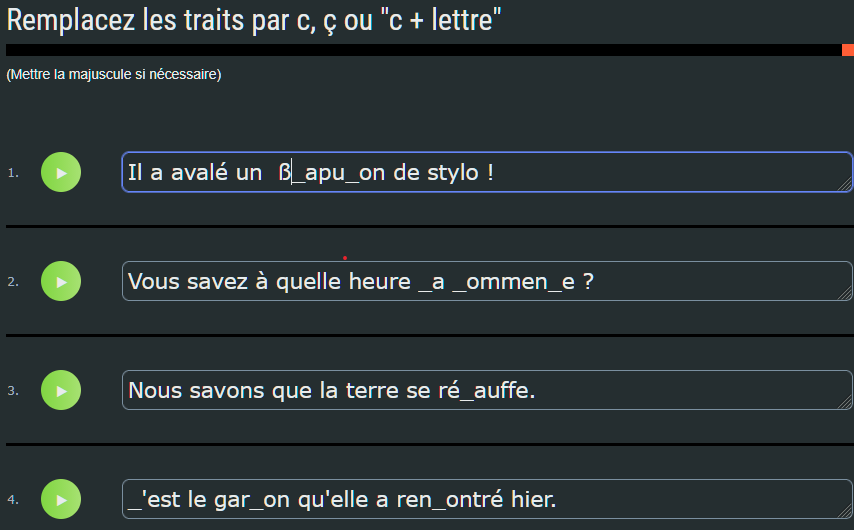 Remplacez les traits par c, ç ou "c + lettre"
(Mettre la majuscule si nécessaire)
1. Il a avalé un  ß_apu_on de stylo !
2. Vous savez à quelle heure _a _ommen_e ?
3. Nous savons que la terre se ré_auffe.
4. _'est le gar_on qu'elle a ren_ontré hier.